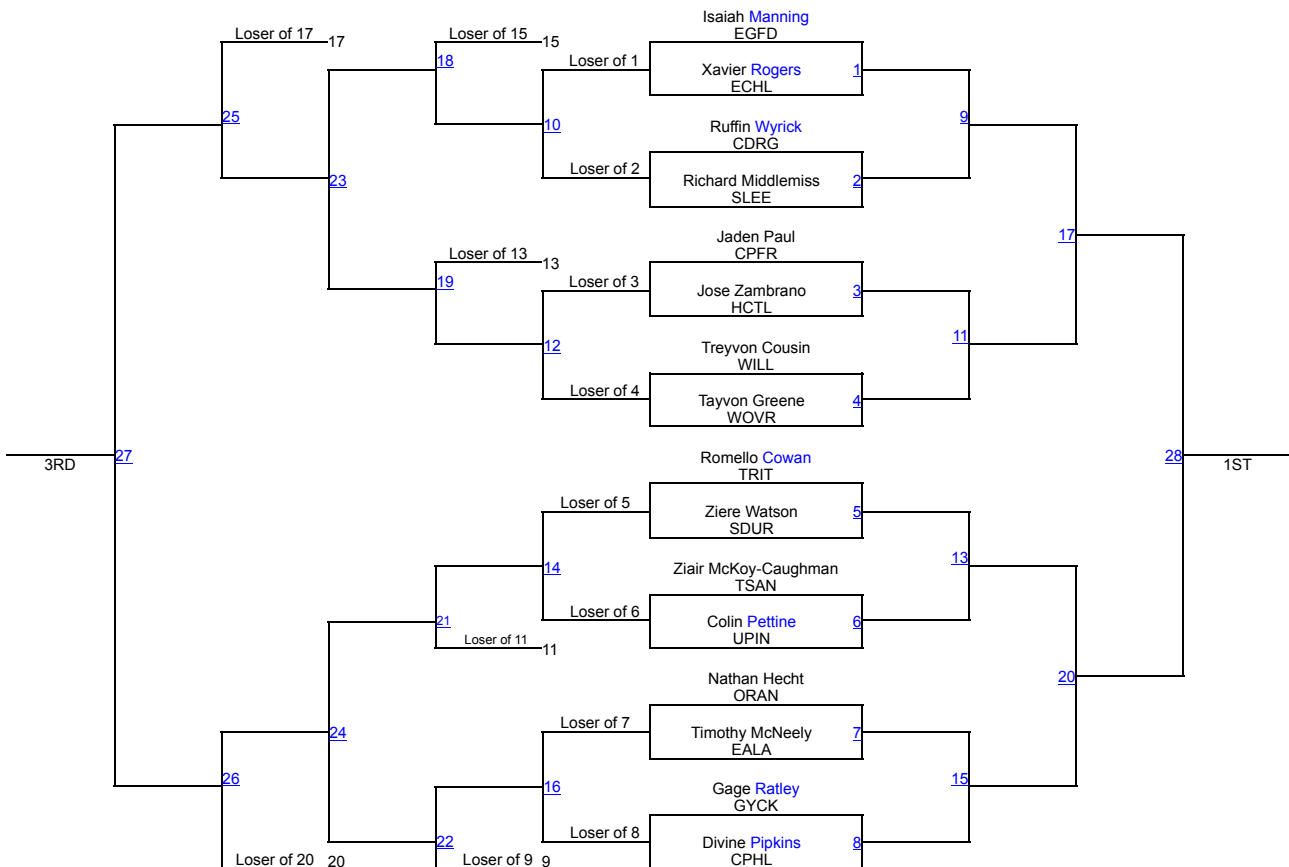 Isaiah Manning
EGFD
Loser of 17 17
Loser of 15 15
18
Loser of 1
Xavier Rogers 1
ECHL
25
10
9
Ruffin Wyrick
CDRG
Loser of 2
23
Richard Middlemiss 2
SLEE
Jaden Paul
CPFR
17
Loser of 13 13
19
Loser of 3
Jose Zambrano 3
HCTL
12
11
Treyvon Cousin
WILL
Loser of 4
Tayvon Greene 4
WOVR
3RD 27
Romello Cowan
TRIT
28 1ST
Loser of 5
Ziere Watson 5
SDUR
14
13
Ziair McKoy-Caughman
TSAN
Loser of 6
21
Colin Pettine 6
UPIN
Loser of 11 11
Nathan Hecht
ORAN
20
Loser of 7
24
Timothy McNeely 7
EALA
26
16
15
Gage Ratley
GYCK
Loser of 8
22
Divine Pipkins 8
CPHL
Loser of 20 20
Loser of 9 9